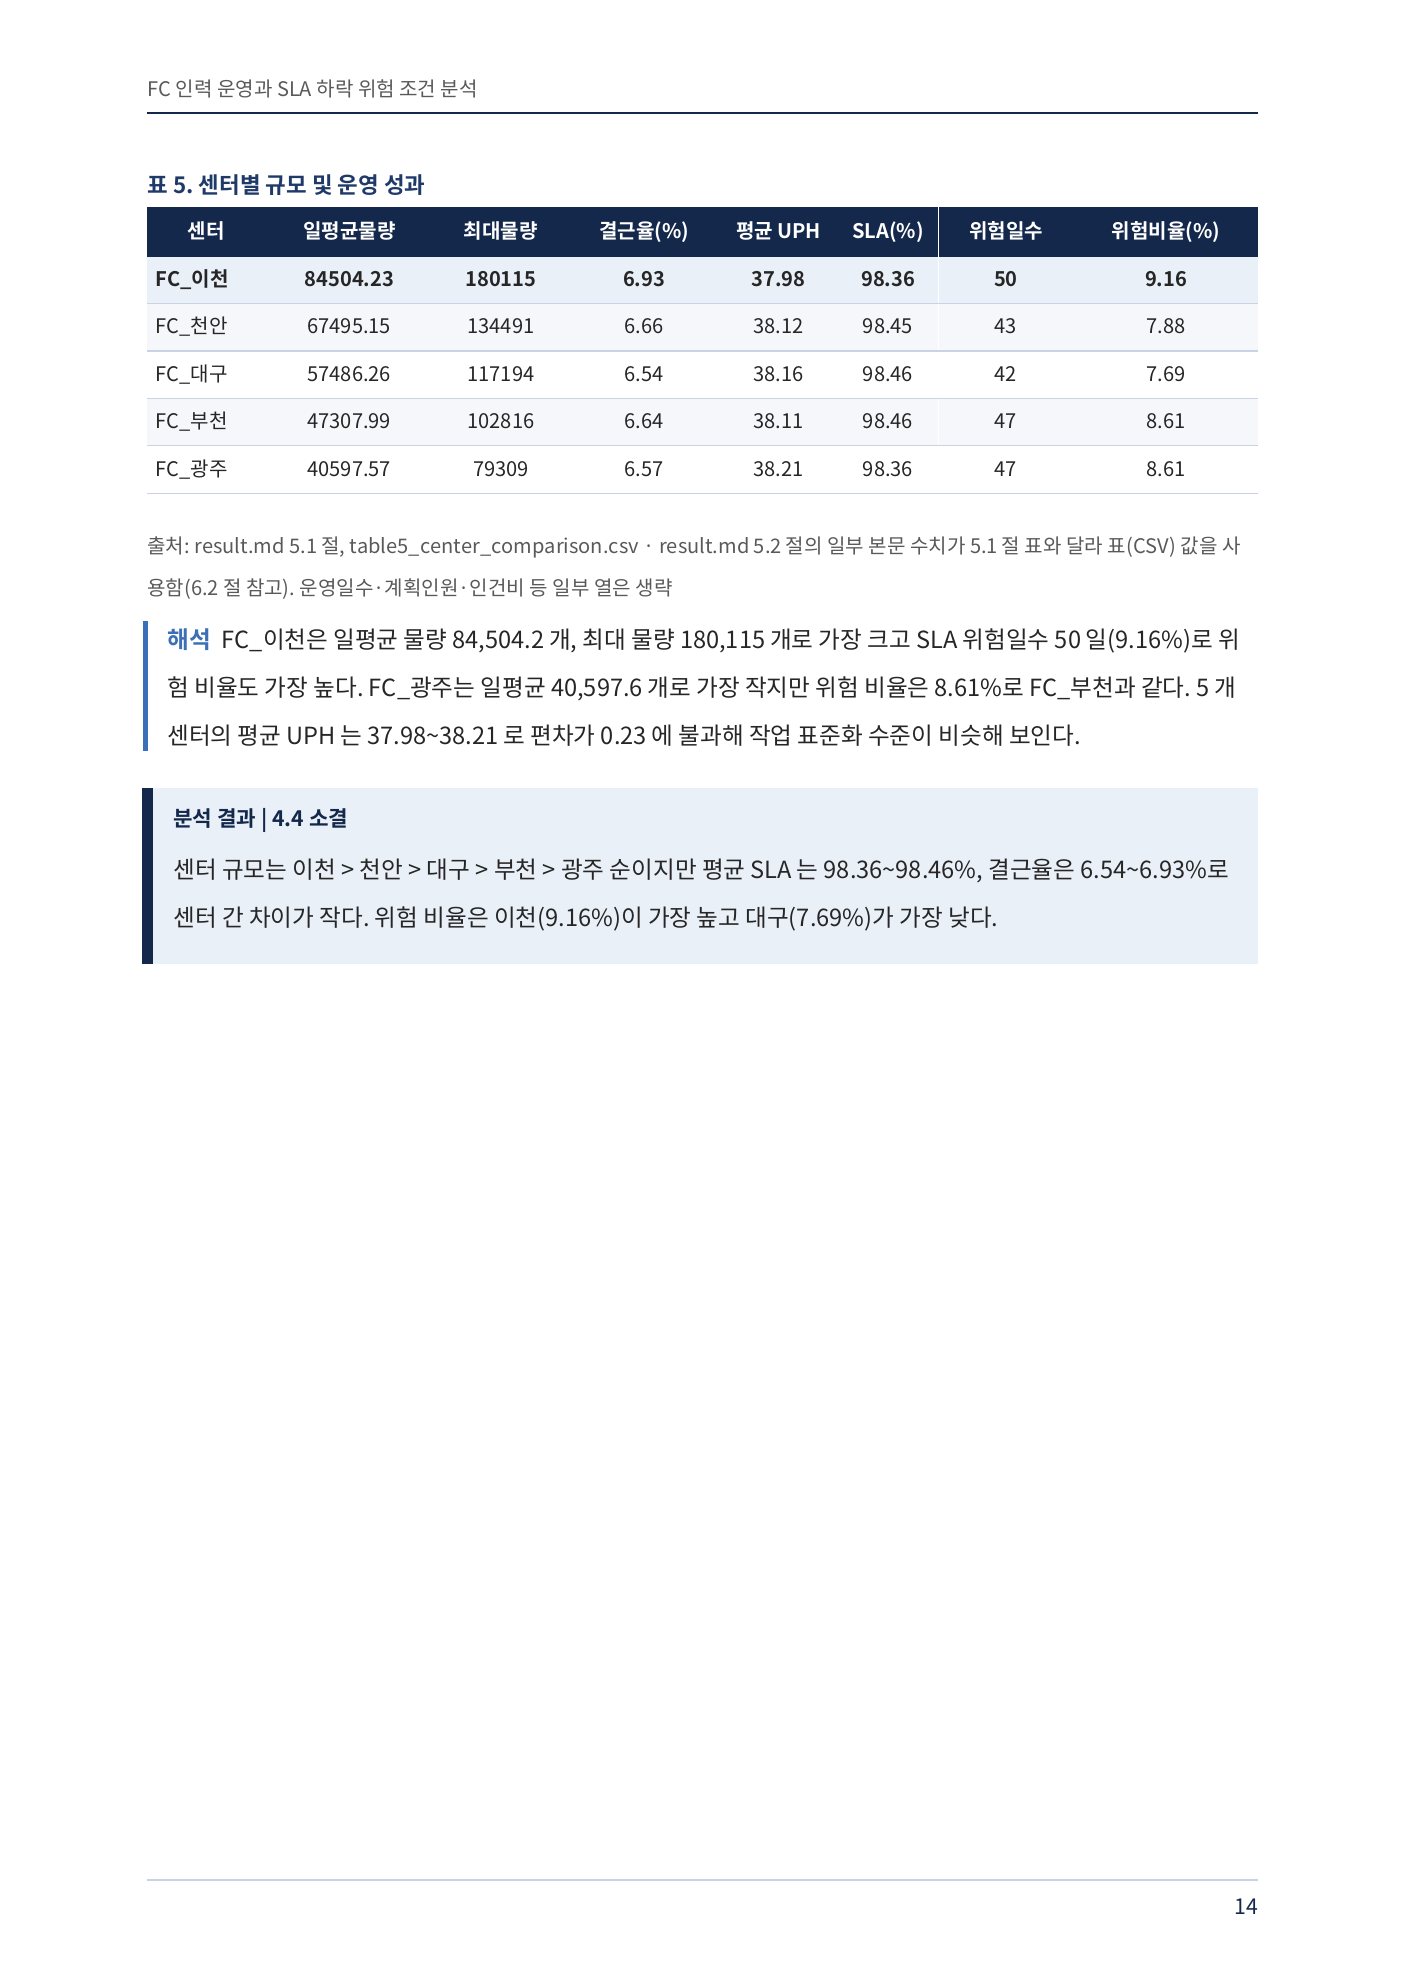 FC 인력 운영과 SLA 하락 위험 조건 분석
표 5. 센터별 규모 및 운영 성과
센터 일평균물량 최대물량 결근율(%) 평균 UPH SLA(%) 위험일수 위험비율(%)
FC_이천 84504.23 180115 6.93 37.98 98.36 50 9.16
FC_천안 67495.15 134491 6.66 38.12 98.45 43 7.88
FC_대구 57486.26 117194 6.54 38.16 98.46 42 7.69
FC_부천 47307.99 102816 6.64 38.11 98.46 47 8.61
FC_광주 40597.57 79309 6.57 38.21 98.36 47 8.61
출처: result.md 5.1 절, table5_center_comparison.csv · result.md 5.2 절의 일부 본문 수치가 5.1 절 표와 달라 표(CSV) 값을 사
용함(6.2 절 참고). 운영일수·계획인원·인건비 등 일부 열은 생략
해석 FC_이천은 일평균 물량 84,504.2 개, 최대 물량 180,115 개로 가장 크고 SLA 위험일수 50 일(9.16%)로 위
험 비율도 가장 높다. FC_광주는 일평균 40,597.6 개로 가장 작지만 위험 비율은 8.61%로 FC_부천과 같다. 5 개
센터의 평균 UPH 는 37.98~38.21 로 편차가 0.23 에 불과해 작업 표준화 수준이 비슷해 보인다.
분석 결과 | 4.4 소결
센터 규모는 이천 > 천안 > 대구 > 부천 > 광주 순이지만 평균 SLA 는 98.36~98.46%, 결근율은 6.54~6.93%로
센터 간 차이가 작다. 위험 비율은 이천(9.16%)이 가장 높고 대구(7.69%)가 가장 낮다.
14